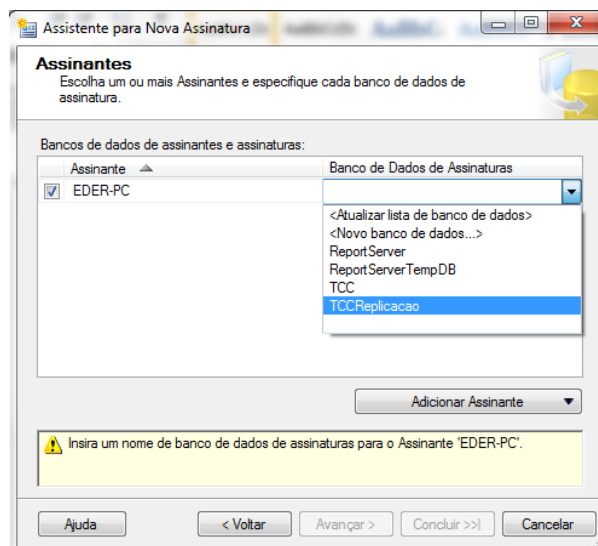 Assistente para Nova Assinatura
Assinantes
Escolha um ou mais Assinantes e especifique cada banco de dados de
assinatura.
Bancos de dados de assinantes e assinaturas:
Assinante Banco de Dados de Assinaturas
EDER-PC
<Atualizar lista de banco de dados>
<Novo banco de dados...>
ReportServer
ReportServerTempDB
TCC
TCCReplicacao
Adicionar Assinante
Insira um nome de banco de dados de assinaturas para o Assinante 'EDER-PC'.
Ajuda < Voltar Avançar > Concluir >>| Cancelar